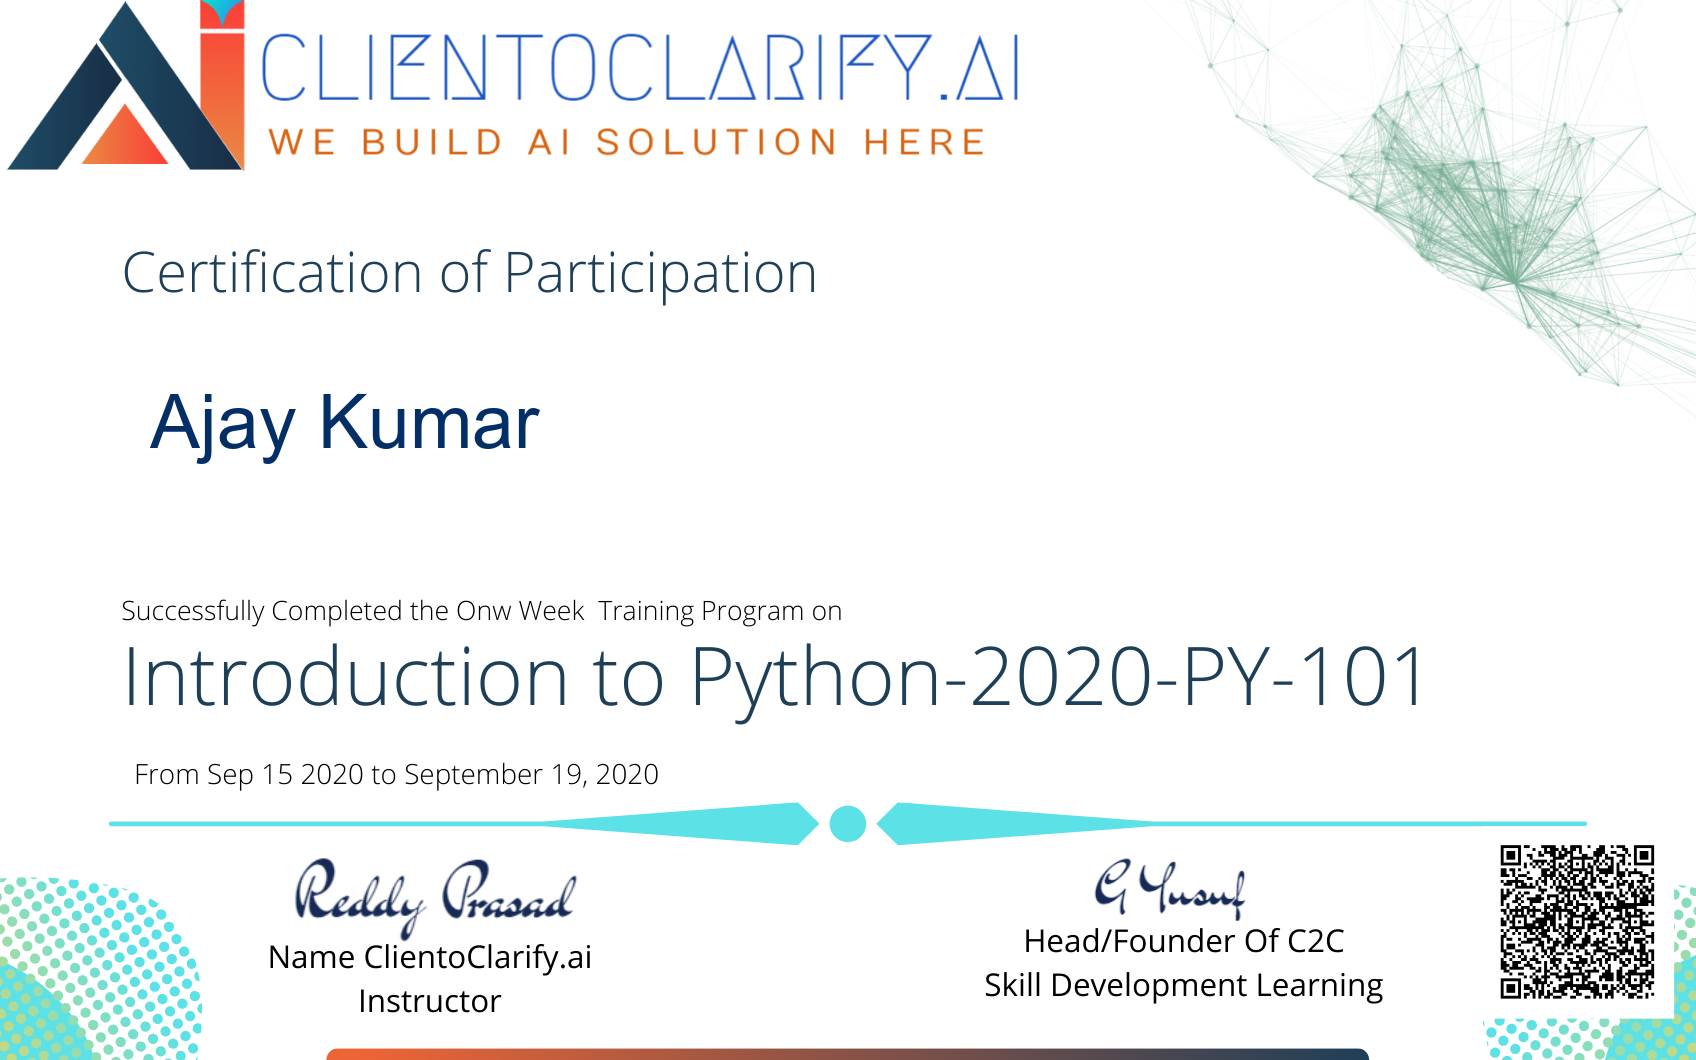 CLIENTOCLARIFY.AI
WE BUILD AI SOLUTION HERE
Certification of Participation
Ajay Kumar
Successfully Completed the Onw Week Training Program on
Introduction to Python-2020-PY-101
From Sep 15 2020 to September 19, 2020
Reddy Prasad
Name ClientoClarify.ai
Instructor
G Yusuf
Head/Founder Of C2C
Skill Development Learning